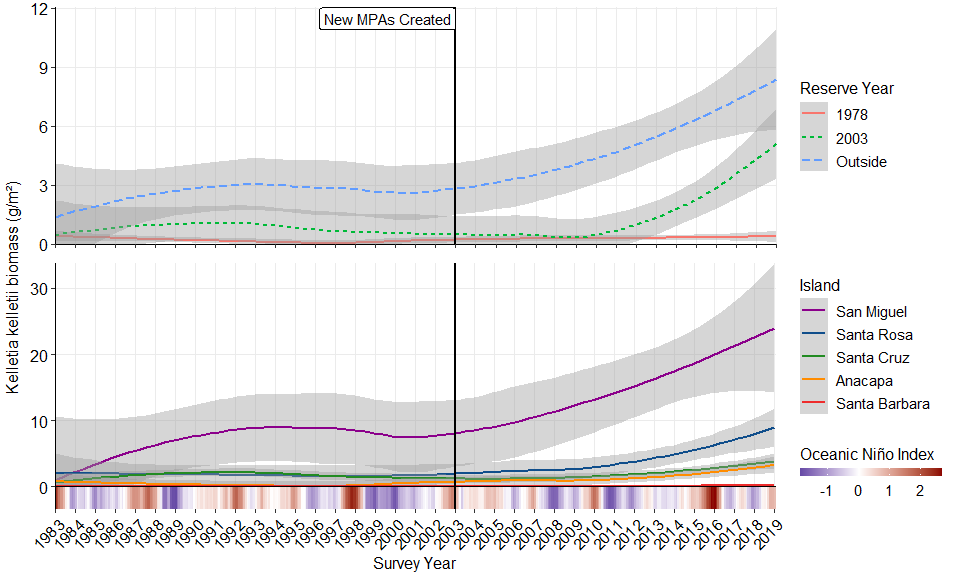 New MPAs Created
12
9
6
3
0
Kelletia kelletii biomass (g/m²)
30
20
10
0
1983 1984 1985 1986 1987 1988 1989 1990 1991 1992 1993 1994 1995 1996 1997 1998 1999 2000 2001 2002 2003 2004 2005 2006 2007 2008 2009 2010 2011 2012 2013 2014 2015 2016 2017 2018 2019
Survey Year
Reserve Year
1978
2003
Outside
Island
San Miguel
Santa Rosa
Santa Cruz
Anacapa
Santa Barbara
Oceanic Niño Index
-1 0 1 2